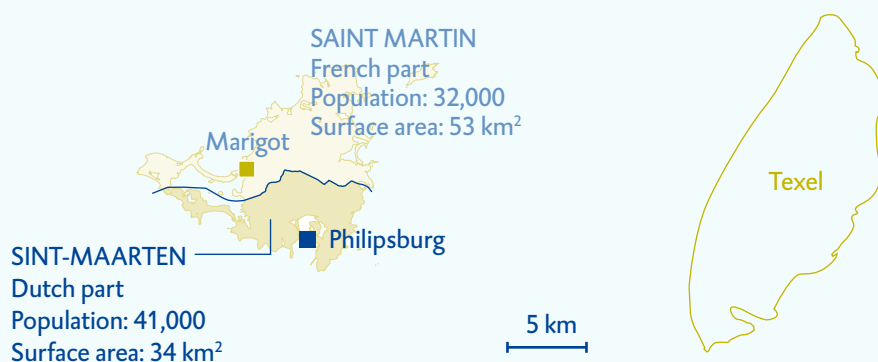 SAINT MARTIN
French part
Population: 32,000
Surface area: 53 km²
Marigot
Texel
Philipsburg
SINT-MAARTEN
Dutch part
Population: 41,000
Surface area: 34 km²
5 km